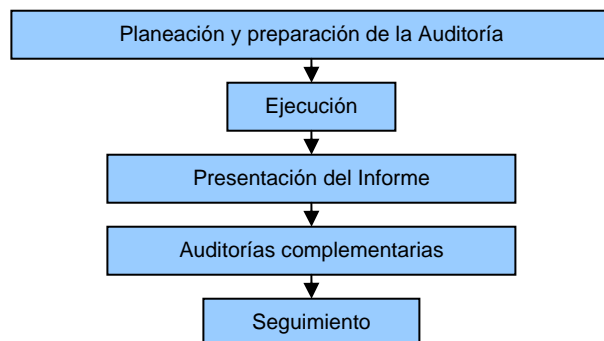 Planeación y preparación de la Auditoría
Ejecución
Presentación del Informe
Auditorías complementarias
Seguimiento